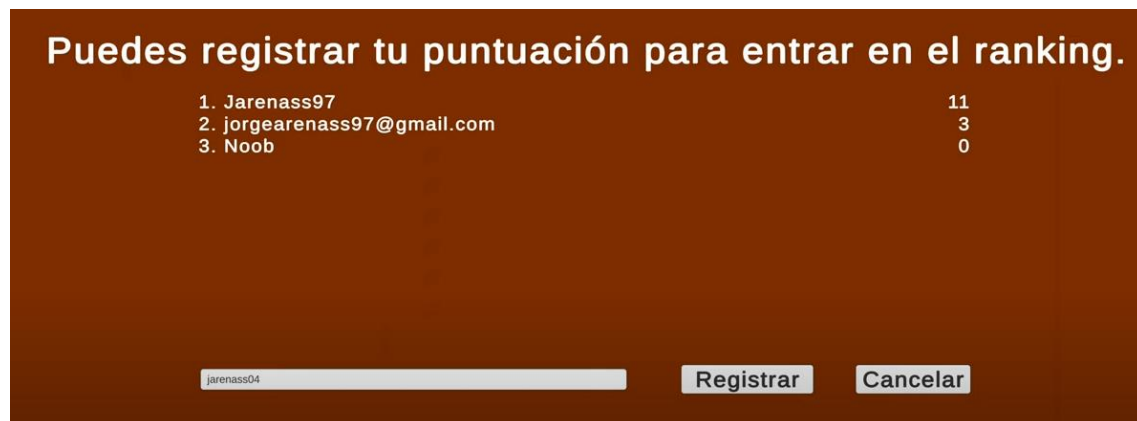 Puedes registrar tu puntuación para entrar en el ranking.
1. Jarenass97 11
2. jorgearenass97@gmail.com 3
3. Noob 0
jarenass04 Registrar Cancelar